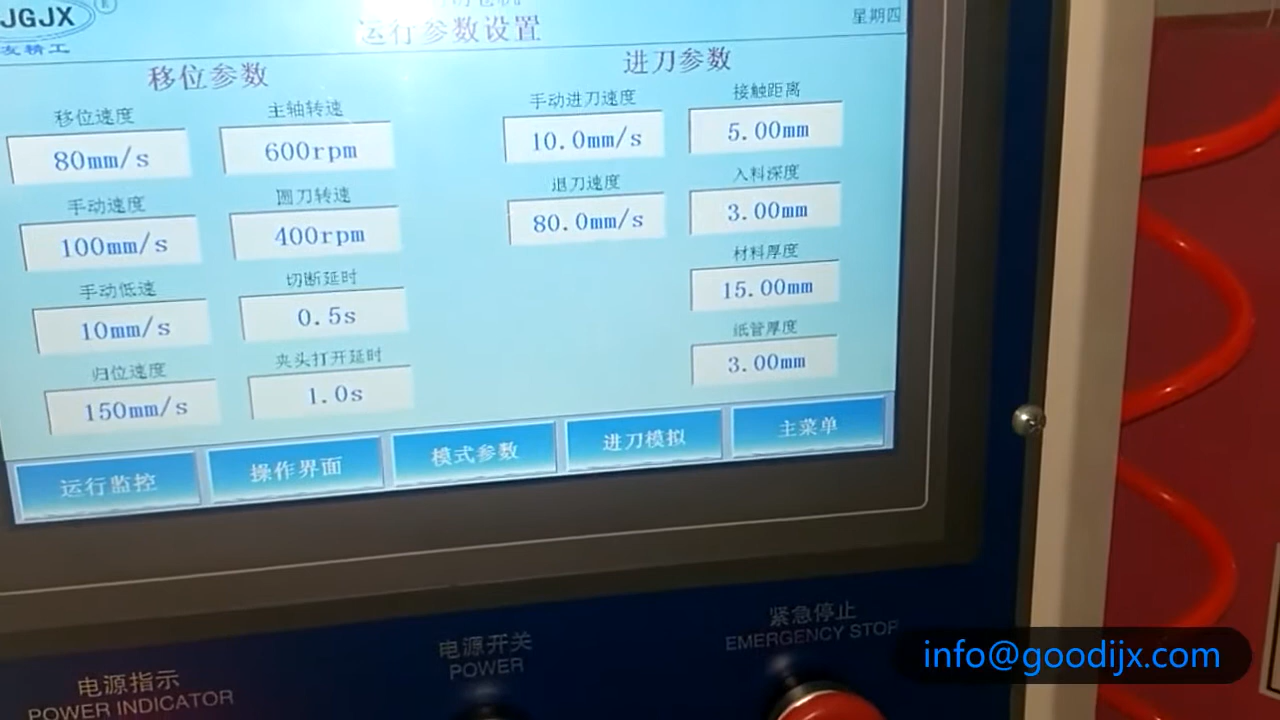 JGJX
R
友精工
运行参数设置
星期四
移位参数
进刀参数
移位速度
主轴转速
手动进刀速度
接触距离
80mm/s
600rpm
10.0mm/s
5.00mm
手动速度
圆刀转速
退刀速度
入料深度
100mm/s
400rpm
80.0mm/s
3.00mm
手动低速
切断延时
材料厚度
10mm/s
0.5s
15.00mm
归位速度
夹头打开延时
纸管厚度
150mm/s
1.0s
3.00mm
运行监控
操作界面
模式参数
进刀模拟
主菜单
电源指示
POWER INDICATOR
电源开关
POWER
紧急停止
EMERGENCY STOP
info@goodijx.com